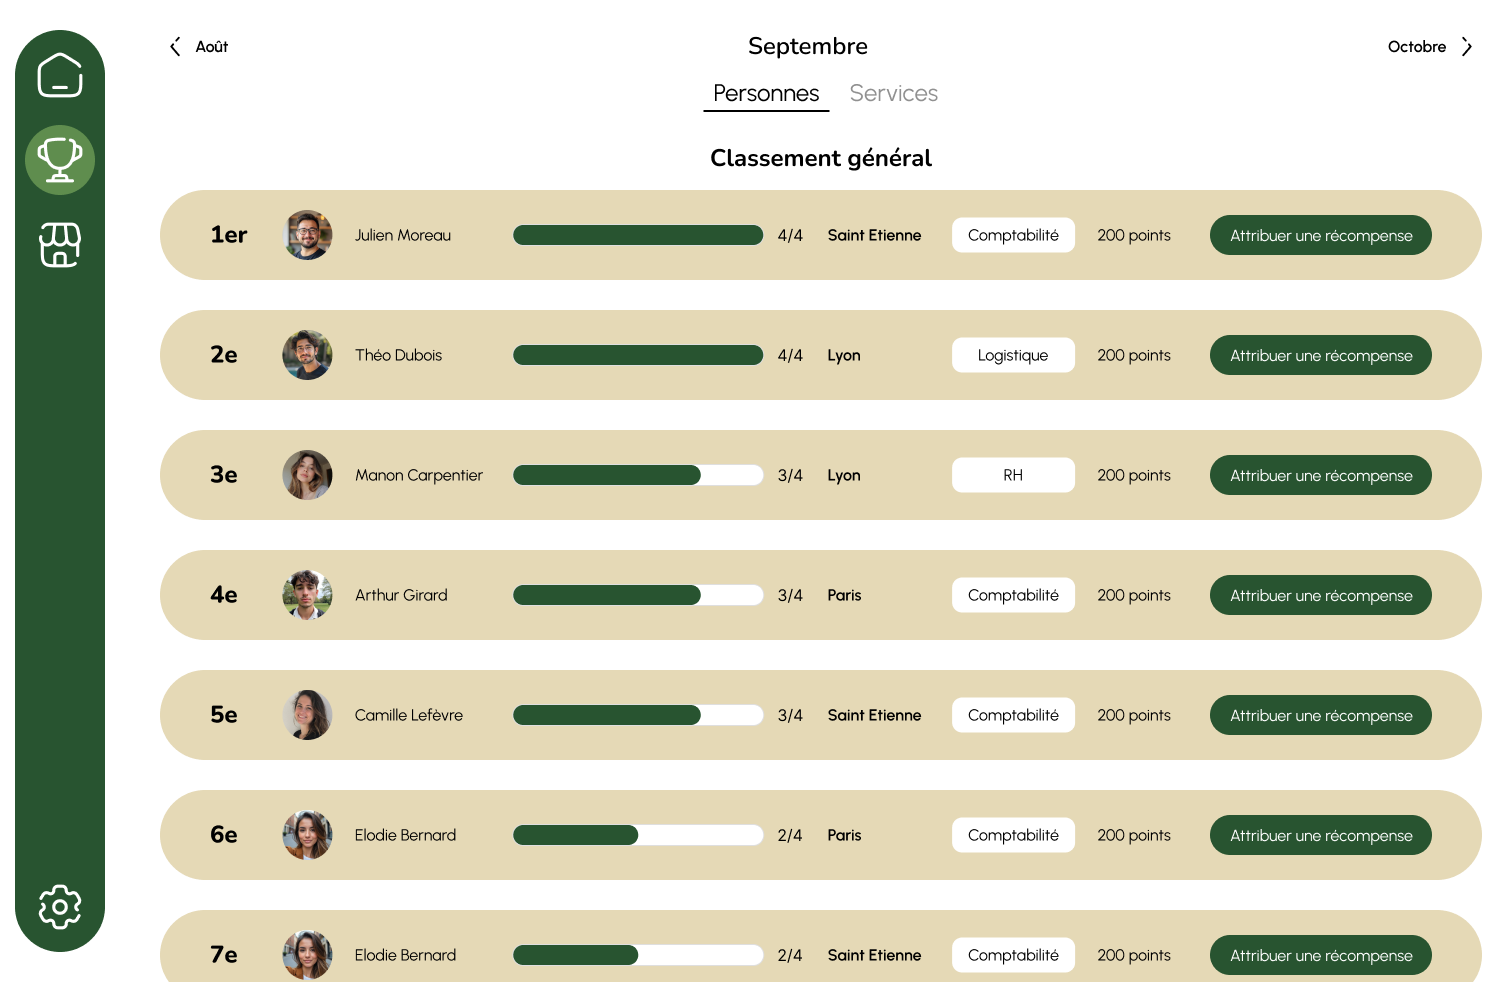 Août Septembre Octobre
Personnes Services
Classement général
1er Julien Moreau 4/4 Saint Etienne Comptabilité 200 points Attribuer une récompense
2e Théo Dubois 4/4 Lyon Logistique 200 points Attribuer une récompense
3e Manon Carpentier 3/4 Lyon RH 200 points Attribuer une récompense
4e Arthur Girard 3/4 Paris Comptabilité 200 points Attribuer une récompense
5e Camille Lefèvre 3/4 Saint Etienne Comptabilité 200 points Attribuer une récompense
6e Elodie Bernard 2/4 Paris Comptabilité 200 points Attribuer une récompense
7e Elodie Bernard 2/4 Saint Etienne Comptabilité 200 points Attribuer une récompense